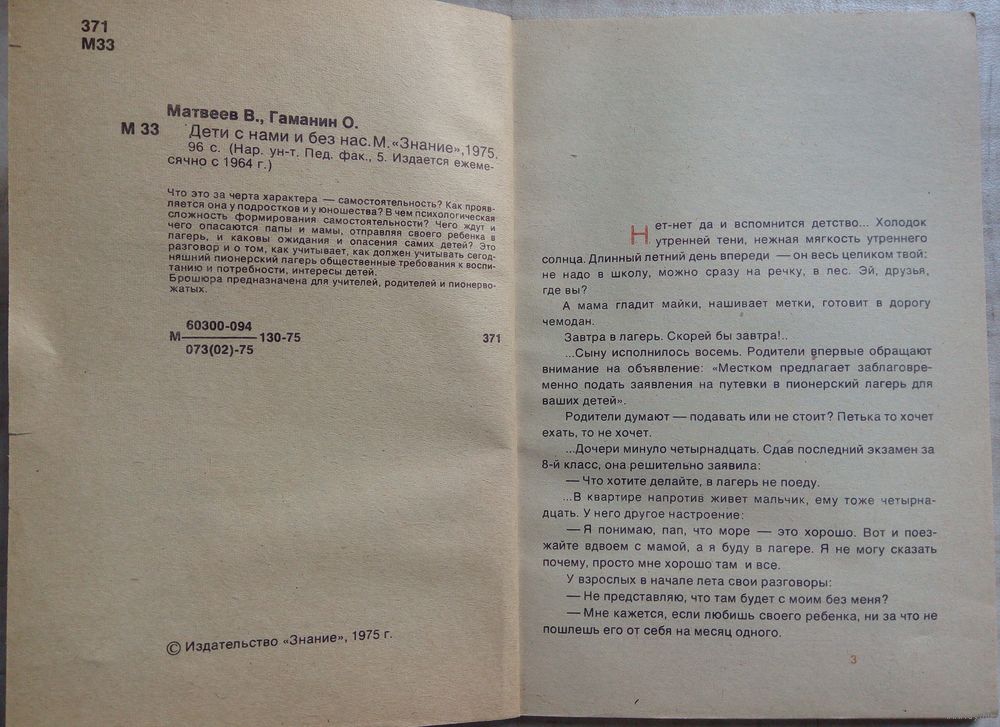 371
М33
Матвеев В., Гаманин О.
М 33
Дети с нами и без нас. М. «Знание», 1975.
96 с. (Нар. ун-т. Пед. фак., 5. Издается ежеме-
сячно с 1964 г.)
Что это за черта характера — самостоятельность? Как прояв-
ляется она у подростков и у юношества? В чем психологическая
сложность формирования самостоятельности? Чего ждут и
чего опасаются папы и мамы, отправляя своего ребенка в
лагерь, и каковы ожидания и опасения самих детей? Это
разговор и о том, как учитывает, как должен учитывать сегод-
няшний пионерский лагерь общественные требования к воспи-
танию и потребности, интересы детей.
Брошюра предназначена для учителей, родителей и пионерво-
жатых.
60300-094
М 130-75
073(02)-75
371
© Издательство «Знание», 1975 г.
Нет-нет да и вспомнится детство... Холодок
утренней тени, нежная мягкость утреннего
солнца. Длинный летний день впереди — он весь целиком твой:
не надо в школу, можно сразу на речку, в лес. Эй, друзья,
где вы?
А мама гладит майки, нашивает метки, готовит в дорогу
чемодан.
Завтра в лагерь. Скорей бы завтра!..
...Сыну исполнилось восемь. Родители впервые обращают
внимание на объявление: «Местком предлагает заблаговре-
менно подать заявления на путевки в пионерский лагерь для
ваших детей».
Родители думают — подавать или не стоит? Петька то хочет
ехать, то не хочет.
...Дочери минуло четырнадцать. Сдав последний экзамен за
8-й класс, она решительно заявила:
— Что хотите делайте, в лагерь не поеду.
...В квартире напротив живет мальчик, ему тоже четырна-
дцать. У него другое настроение:
— Я понимаю, пап, что море — это хорошо. Вот и поез-
жайте вдвоем с мамой, а я буду в лагере. Я не могу сказать
почему, просто мне хорошо там и все.
У взрослых в начале лета свои разговоры:
— Не представляю, что там будет с моим без меня?
— Мне кажется, если любишь своего ребенка, ни за что не
пошлешь его от себя на месяц одного.
3